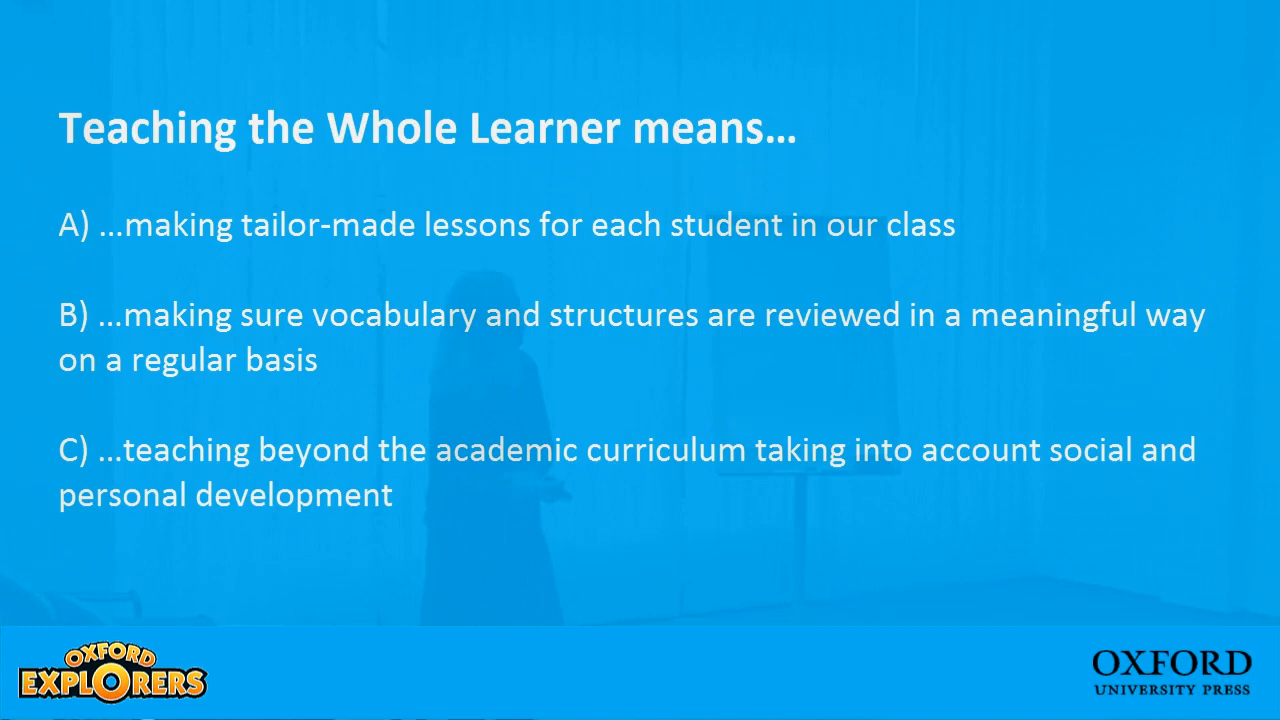 Teaching the Whole Learner means…
A) …making tailor-made lessons for each student in our class
B) …making sure vocabulary and structures are reviewed in a meaningful way
on a regular basis
C) …teaching beyond the academic curriculum taking into account social and
personal development
OXFORD
EXPLORERS
OXFORD
UNIVERSITY PRESS